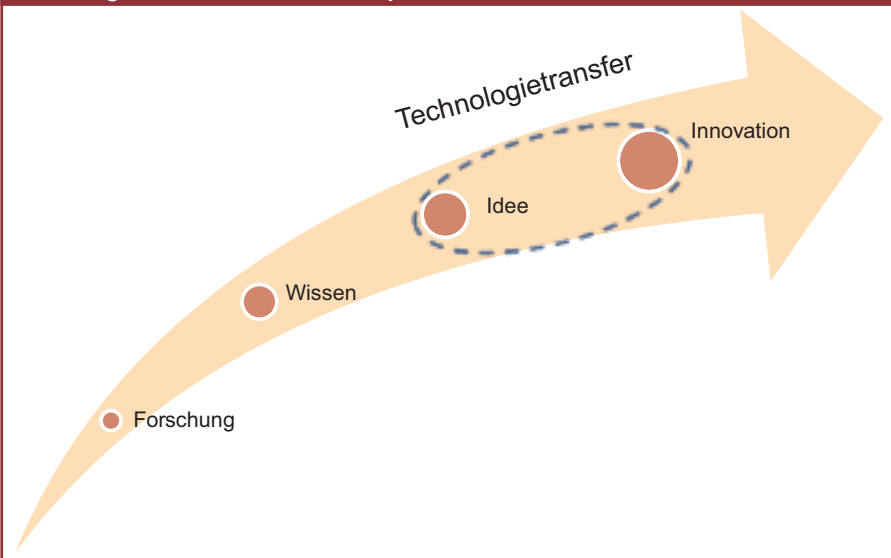 Technologietransfer
Innovation
Idee
Wissen
Forschung